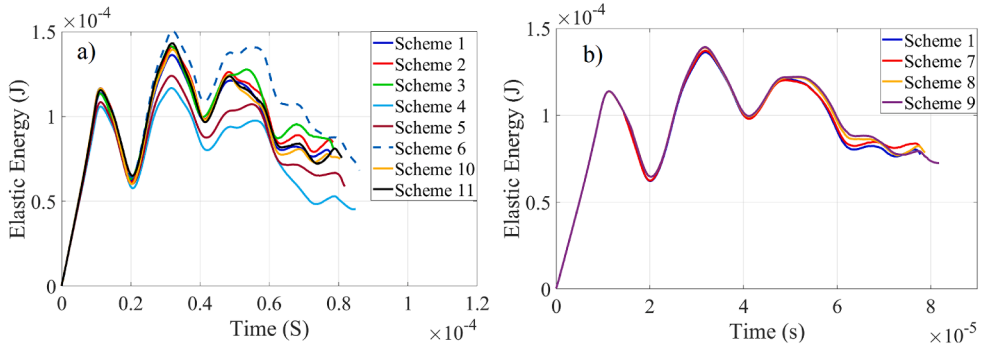 ×10⁻⁴
a)
1.5
1.0
0.5
0
Elastic Energy (J)
0 0.2 0.4 0.6 0.8 1 1.2
Time (S)
×10⁻⁴
Scheme 1
Scheme 2
Scheme 3
Scheme 4
Scheme 5
Scheme 6
Scheme 10
Scheme 11
×10⁻⁴
b)
1.5
1
0.5
0
Elastic Energy (J)
0 2 4 6 8
Time (s)
×10⁻⁵
Scheme 1
Scheme 7
Scheme 8
Scheme 9